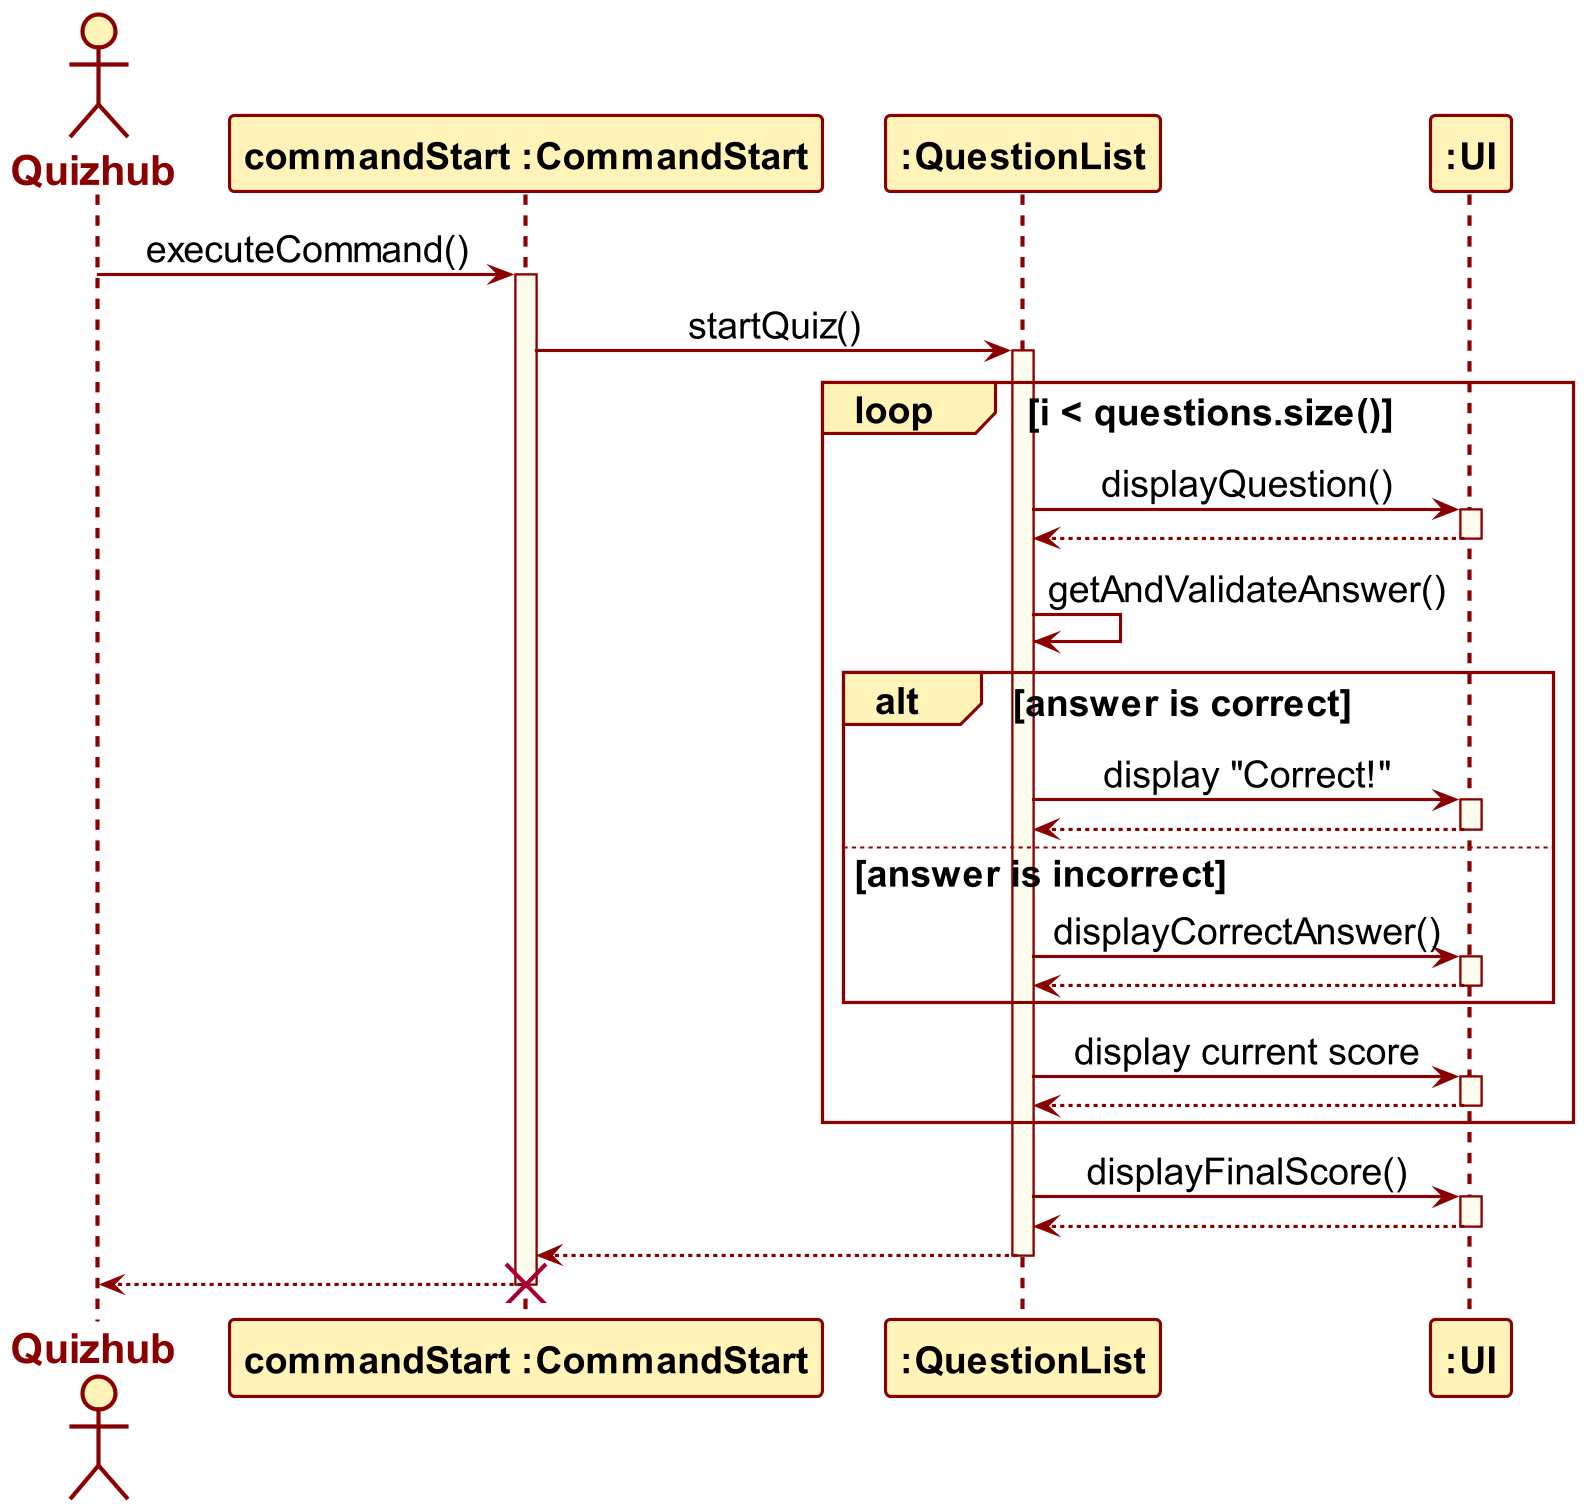 Quizhub
commandStart :CommandStart
:QuestionList
:UI
executeCommand()
startQuiz()
loop
[i < questions.size()]
displayQuestion()
getAndValidateAnswer()
alt
[answer is correct]
display "Correct!"
[answer is incorrect]
displayCorrectAnswer()
display current score
displayFinalScore()
Quizhub
commandStart :CommandStart
:QuestionList
:UI